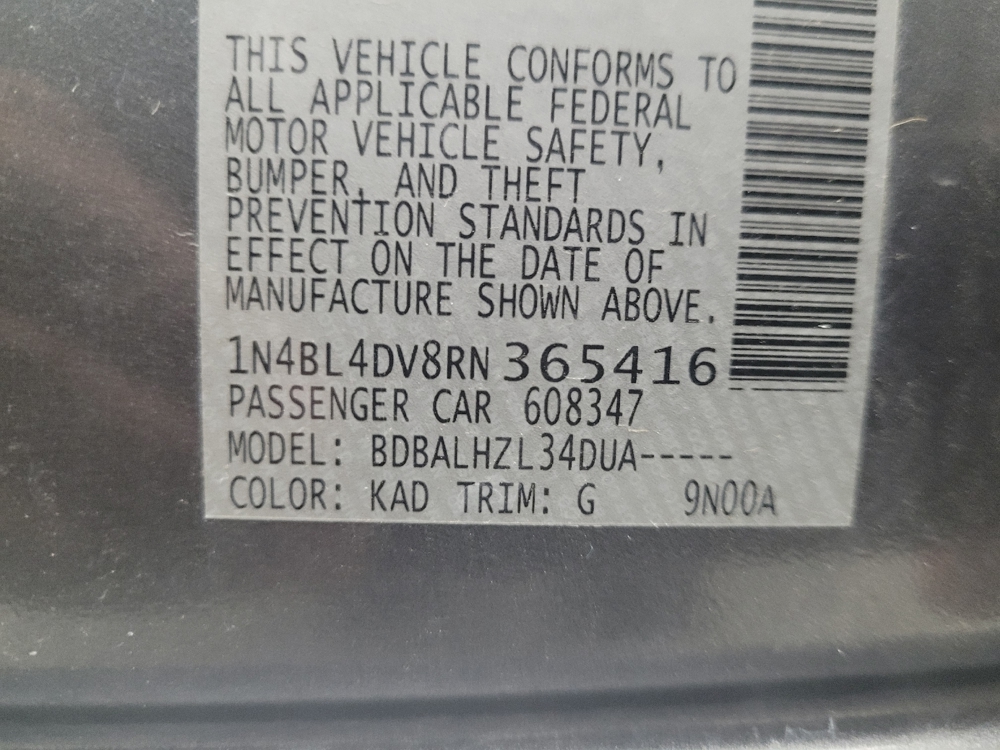 THIS VEHICLE CONFORMS TO
ALL APPLICABLE FEDERAL
MOTOR VEHICLE SAFETY,
BUMPER, AND THEFT
PREVENTION STANDARDS IN
EFFECT ON THE DATE OF
MANUFACTURE SHOWN ABOVE.
1N4BL4DV8RN365416
PASSENGER CAR 608347
MODEL: BDBALHZL34DUA-----
COLOR: KAD TRIM: G 9N00A